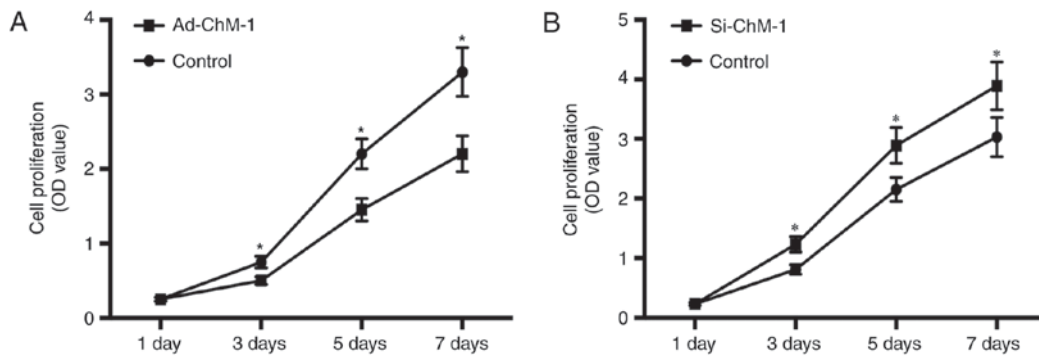 A
Ad-ChM-1
Control
Cell proliferation
(OD value)
4
3
2
1
0
*
*
*
1 day
3 days
5 days
7 days
B
Si-ChM-1
Control
Cell proliferation
(OD value)
5
4
3
2
1
0
*
*
*
1 day
3 days
5 days
7 days